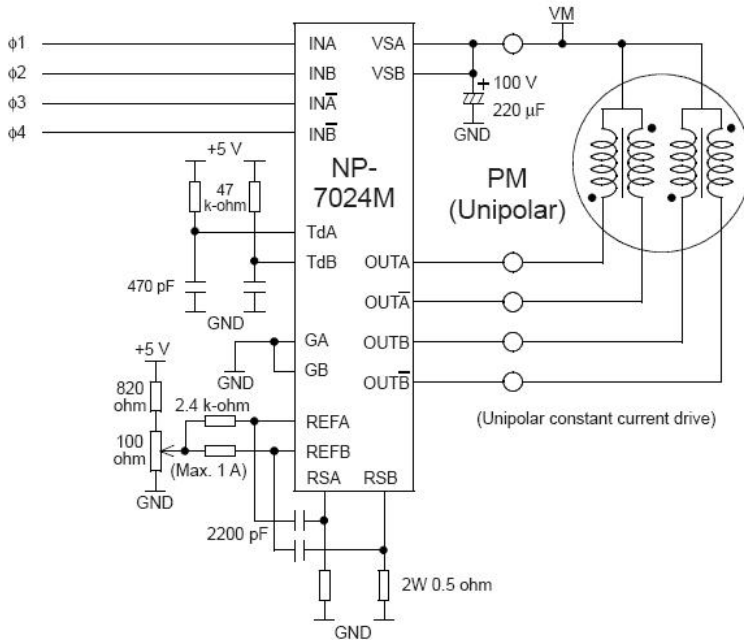 VM
ϕ1
INA
VSA
ϕ2
INB
VSB
+ 100 V
ϕ3
INA̅
220 µF
ϕ4
INB̅
GND
+5 V
NP-
7024M
PM
(Unipolar)
47
k-ohm
TdA
TdB
OUTA
470 pF
OUTA̅
GND
GA
OUTB
+5 V
GB
GND
OUTB̅
820
ohm
2.4 k-ohm
(Unipolar constant current drive)
REFA
100
ohm
REFB
(Max. 1 A)
RSA
RSB
GND
2200 pF
2W 0.5 ohm
GND